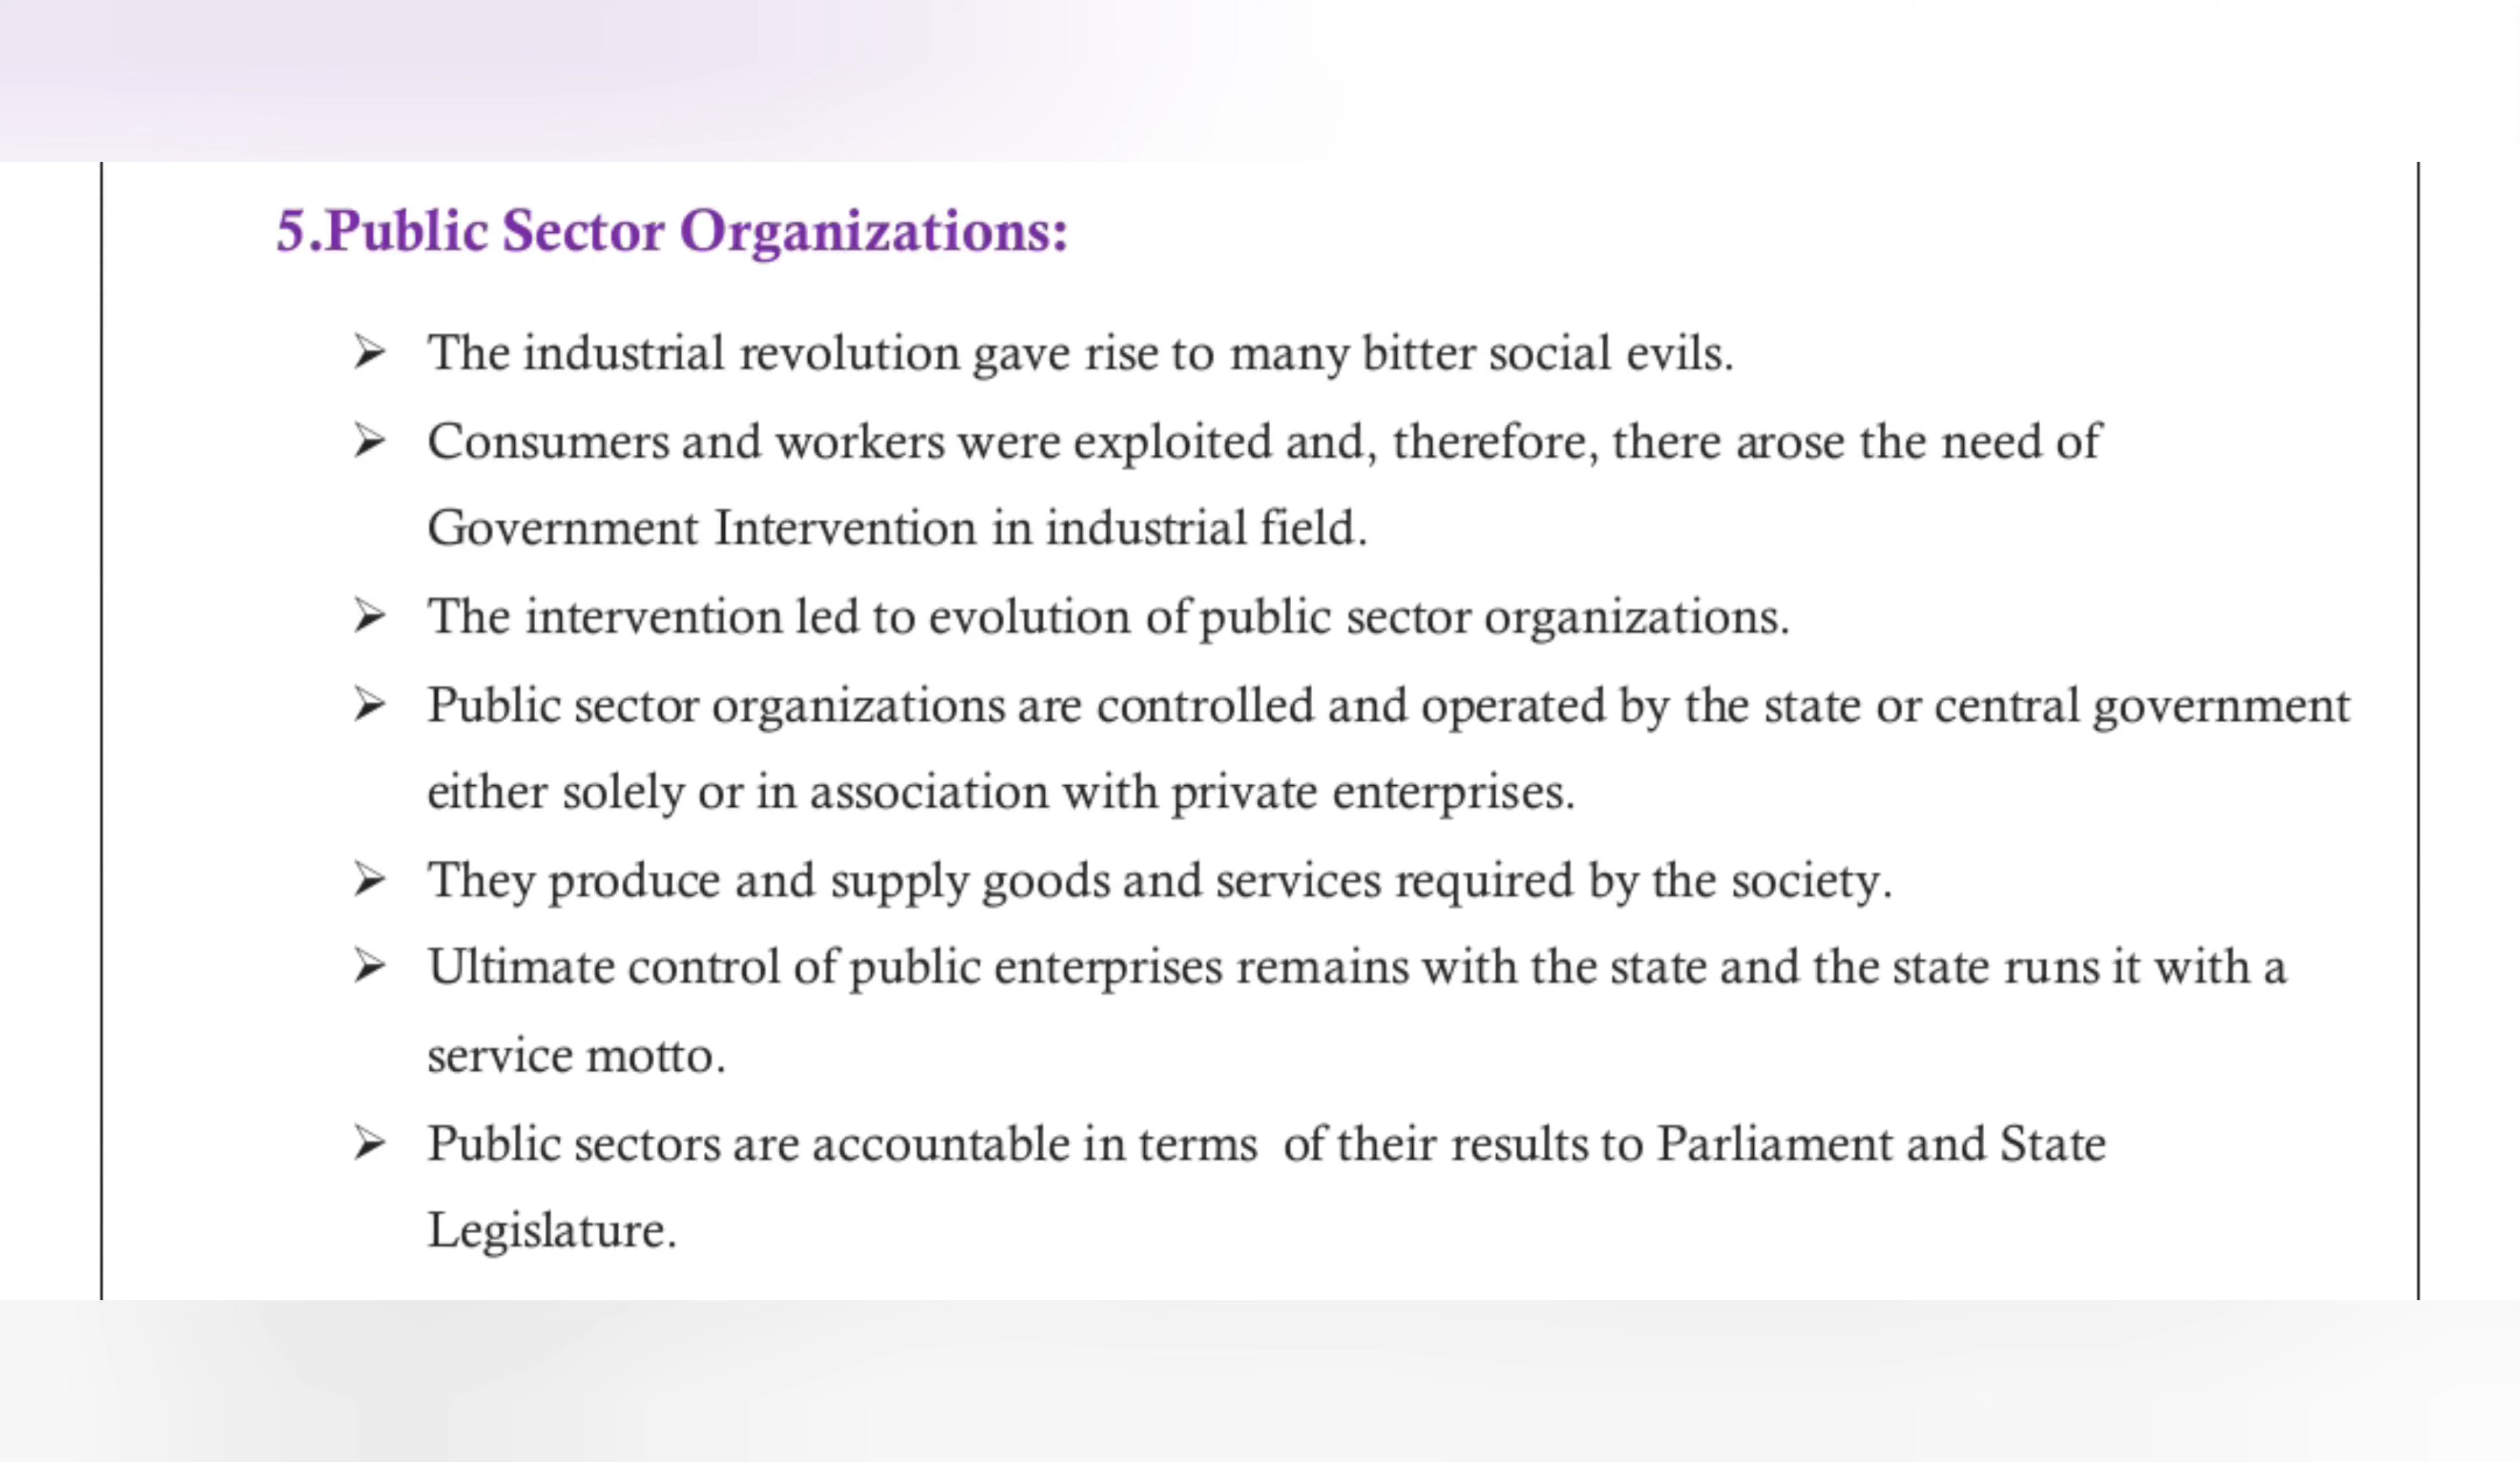 5.Public Sector Organizations:
➢ The industrial revolution gave rise to many bitter social evils.
➢ Consumers and workers were exploited and, therefore, there arose the need of
Government Intervention in industrial field.
➢ The intervention led to evolution of public sector organizations.
➢ Public sector organizations are controlled and operated by the state or central government
either solely or in association with private enterprises.
➢ They produce and supply goods and services required by the society.
➢ Ultimate control of public enterprises remains with the state and the state runs it with a
service motto.
➢ Public sectors are accountable in terms  of their results to Parliament and State
Legislature.